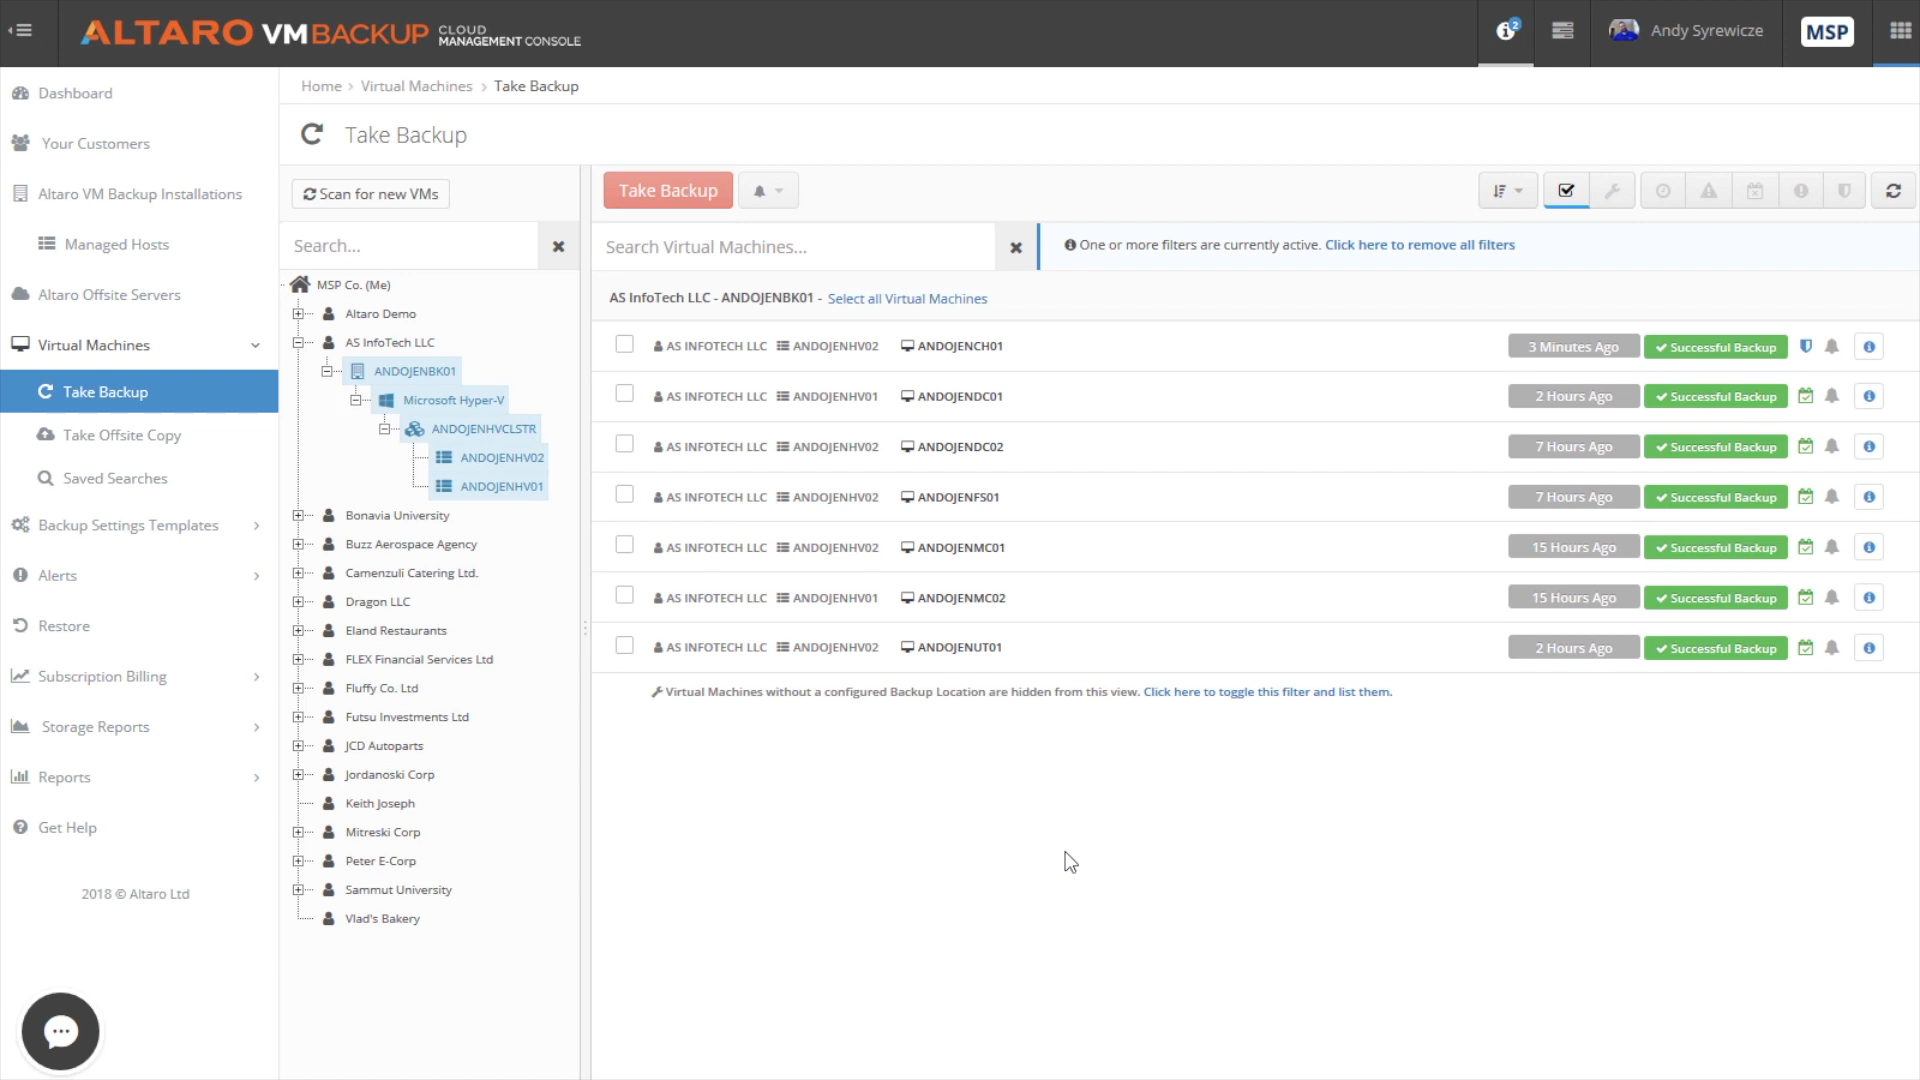 ALTARO VM BACKUP CLOUD MANAGEMENT CONSOLE
2
Andy Syrewicze
MSP
Dashboard
Your Customers
Altaro VM Backup Installations
Managed Hosts
Altaro Offsite Servers
Virtual Machines
Take Backup
Take Offsite Copy
Saved Searches
Backup Settings Templates
Alerts
Restore
Subscription Billing
Storage Reports
Reports
Get Help
2018 © Altaro Ltd
Home > Virtual Machines > Take Backup
Take Backup
Scan for new VMs
Search...
MSP Co. (Me)
Altaro Demo
AS InfoTech LLC
ANDOJENBK01
Microsoft Hyper-V
ANDOJENHVCLSTR
ANDOJENHV02
ANDOJENHV01
Bonavia University
Buzz Aerospace Agency
Camenzuli Catering Ltd.
Dragon LLC
Eland Restaurants
FLEX Financial Services Ltd
Fluffy Co. Ltd
Futsu Investments Ltd
JCD Autoparts
Jordanoski Corp
Keith Joseph
Mitreski Corp
Peter E-Corp
Sammut University
Vlad's Bakery
Take Backup
Search Virtual Machines...
One or more filters are currently active. Click here to remove all filters
AS InfoTech LLC - ANDOJENBK01 - Select all Virtual Machines
AS INFOTECH LLC ANDOJENHV02 ANDOJENCH01 3 Minutes Ago Successful Backup
AS INFOTECH LLC ANDOJENHV01 ANDOJENDC01 2 Hours Ago Successful Backup
AS INFOTECH LLC ANDOJENHV02 ANDOJENDC02 7 Hours Ago Successful Backup
AS INFOTECH LLC ANDOJENHV02 ANDOJENFS01 7 Hours Ago Successful Backup
AS INFOTECH LLC ANDOJENHV02 ANDOJENMC01 15 Hours Ago Successful Backup
AS INFOTECH LLC ANDOJENHV01 ANDOJENMC02 15 Hours Ago Successful Backup
AS INFOTECH LLC ANDOJENHV02 ANDOJENUT01 2 Hours Ago Successful Backup
Virtual Machines without a configured Backup Location are hidden from this view. Click here to toggle this filter and list them.